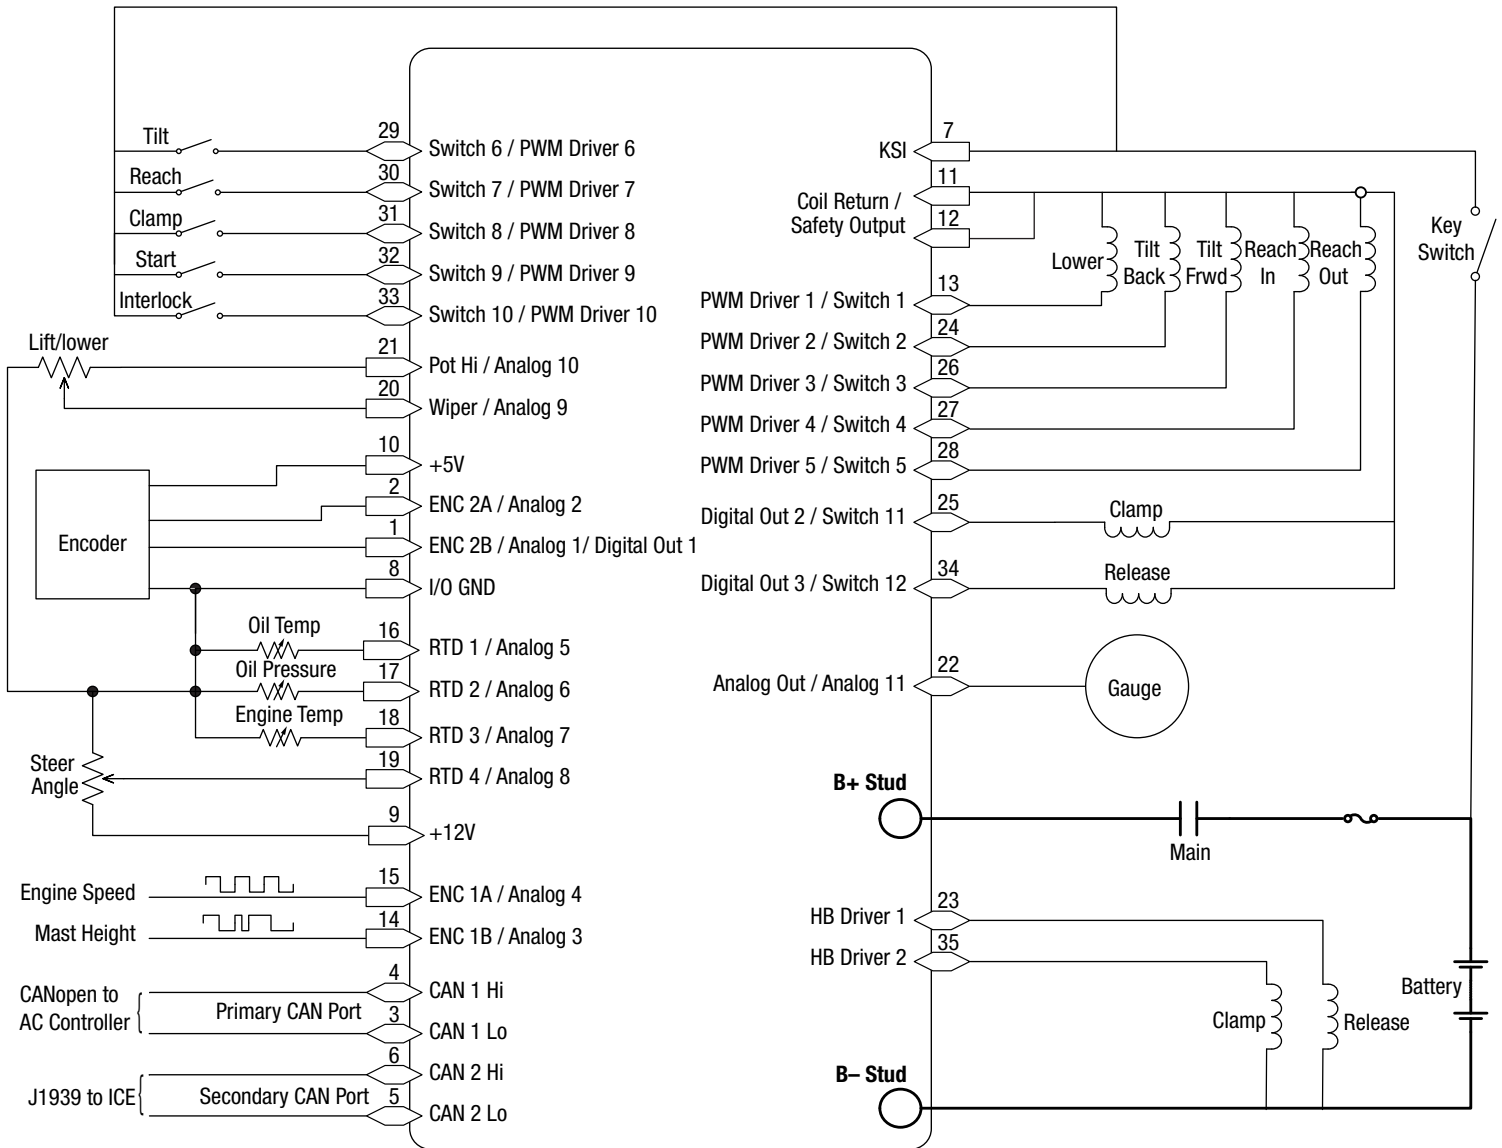 Tilt
29
Switch 6 / PWM Driver 6
Reach
30
Switch 7 / PWM Driver 7
Clamp
31
Switch 8 / PWM Driver 8
Start
32
Switch 9 / PWM Driver 9
Interlock
33
Switch 10 / PWM Driver 10
Lift/lower
21
Pot Hi / Analog 10
20
Wiper / Analog 9
10
+5V
2
ENC 2A / Analog 2
Encoder
1
ENC 2B / Analog 1/ Digital Out 1
8
I/O GND
Oil Temp
16
RTD 1 / Analog 5
Oil Pressure
17
RTD 2 / Analog 6
Engine Temp
18
RTD 3 / Analog 7
Steer
Angle
19
RTD 4 / Analog 8
9
+12V
Engine Speed
15
ENC 1A / Analog 4
Mast Height
14
ENC 1B / Analog 3
CANopen to
AC Controller
Primary CAN Port
4
CAN 1 Hi
3
CAN 1 Lo
J1939 to ICE
Secondary CAN Port
6
CAN 2 Hi
5
CAN 2 Lo
KSI
7
Coil Return /
Safety Output
11
12
Key
Switch
Lower
Tilt
Back
Tilt
Frwd
Reach
In
Reach
Out
PWM Driver 1 / Switch 1
13
PWM Driver 2 / Switch 2
24
PWM Driver 3 / Switch 3
26
PWM Driver 4 / Switch 4
27
PWM Driver 5 / Switch 5
28
Digital Out 2 / Switch 11
25
Clamp
Digital Out 3 / Switch 12
34
Release
Analog Out / Analog 11
22
Gauge
B+ Stud
Main
HB Driver 1
23
HB Driver 2
35
Clamp
Release
Battery
B– Stud